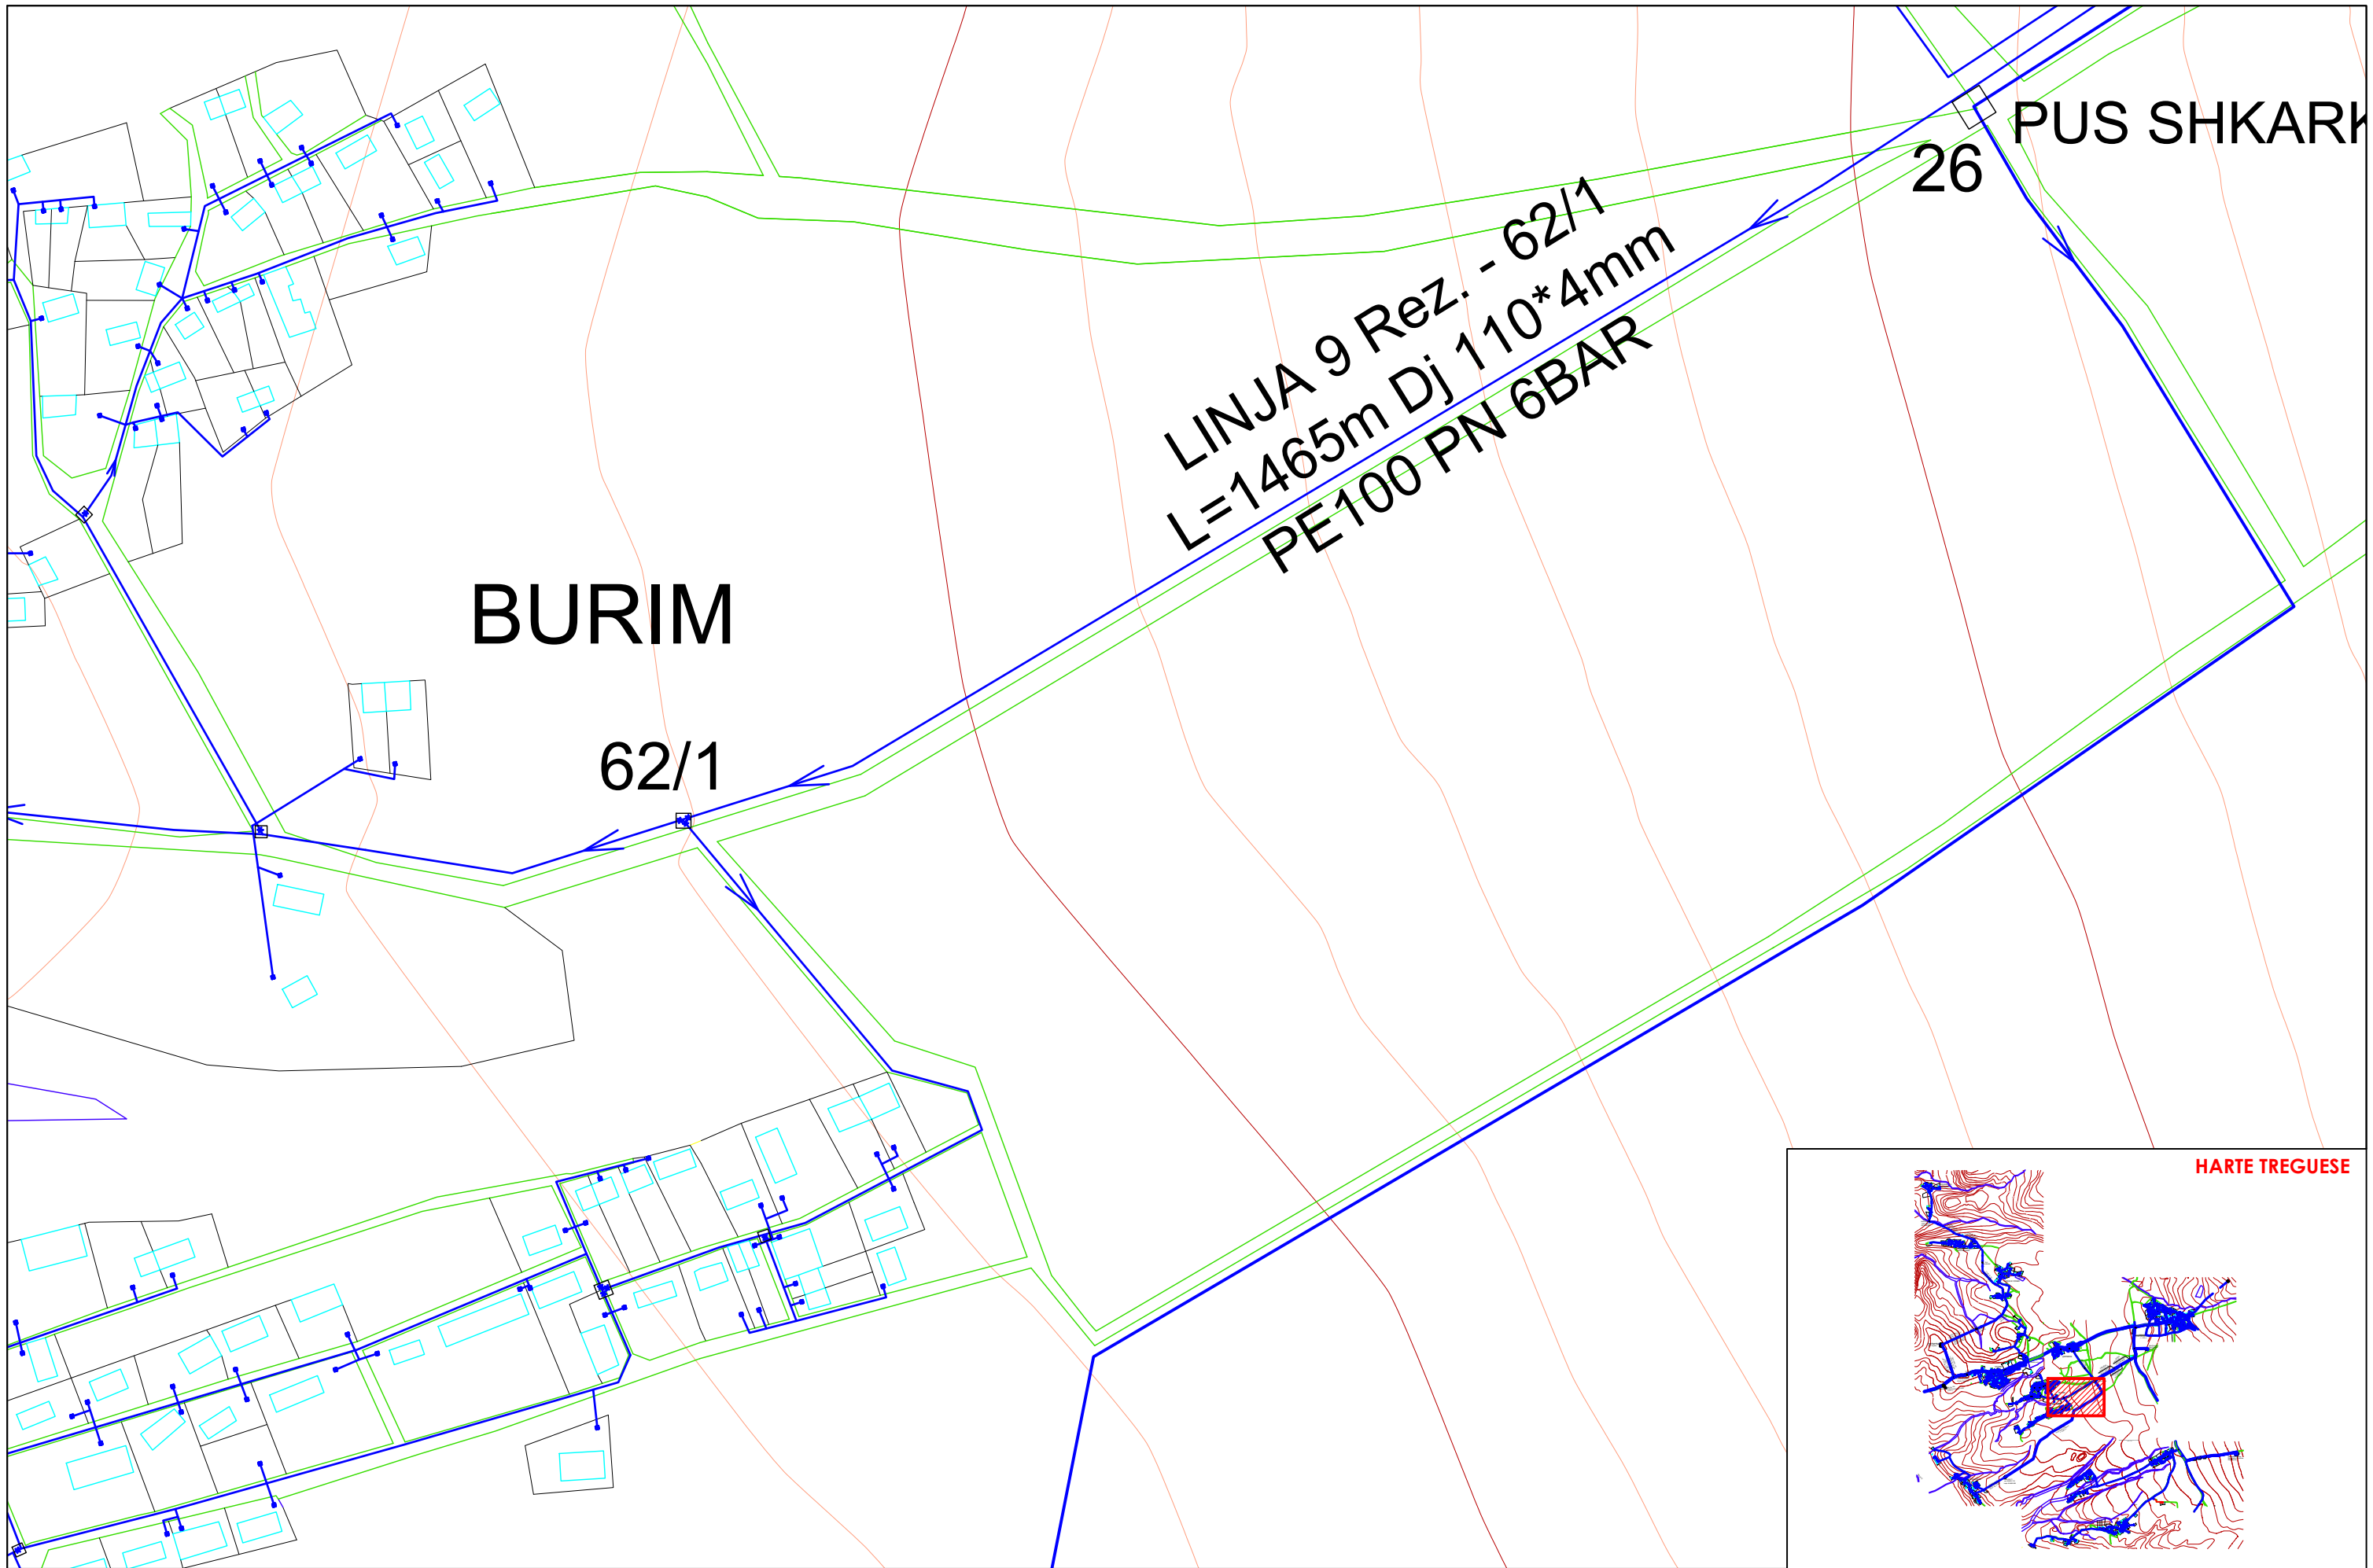 PUS SHKARK
26
LINJA 9 Rez. - 62/1
L=1465m Dj 110*4mm
PE100 PN 6BAR
BURIM
62/1
HARTE TREGUESE